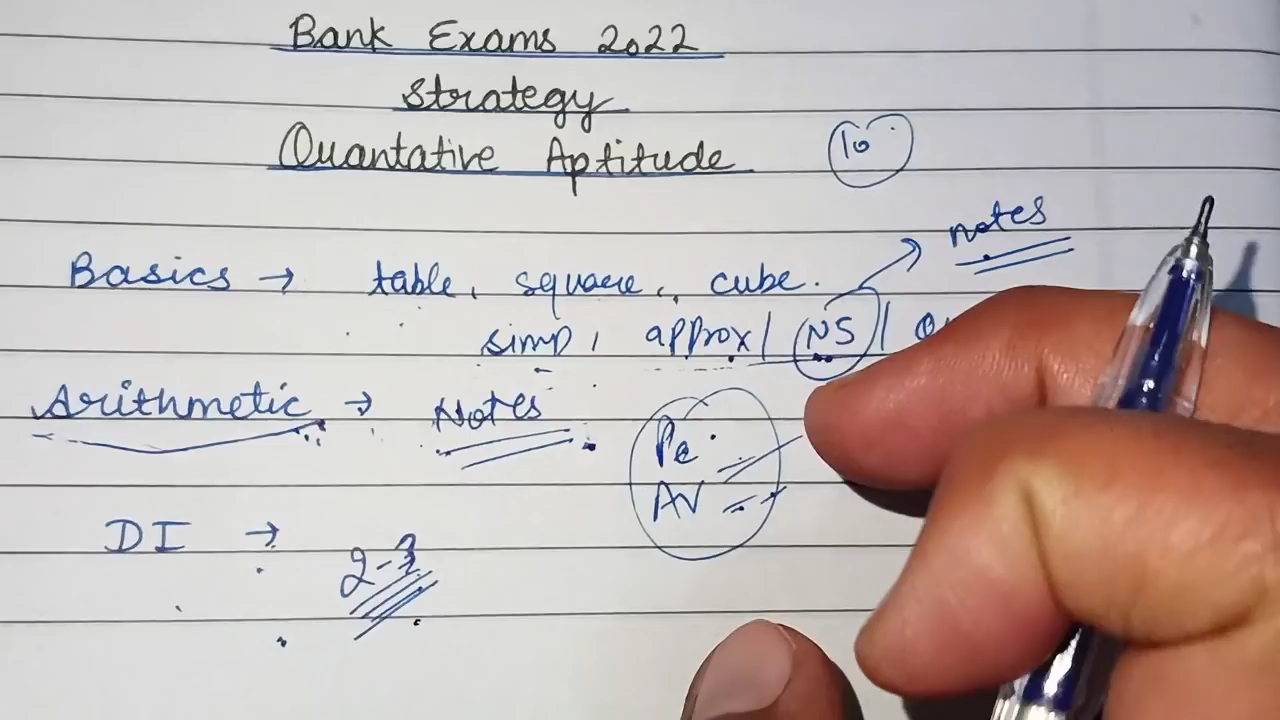 Bank Exams 2022
Strategy
Quantative Aptitude 10
notes
Basics → table, square, cube.
simp, approx/ NS /
Arithmetic → Notes
Pe
AV
DI →
2-3